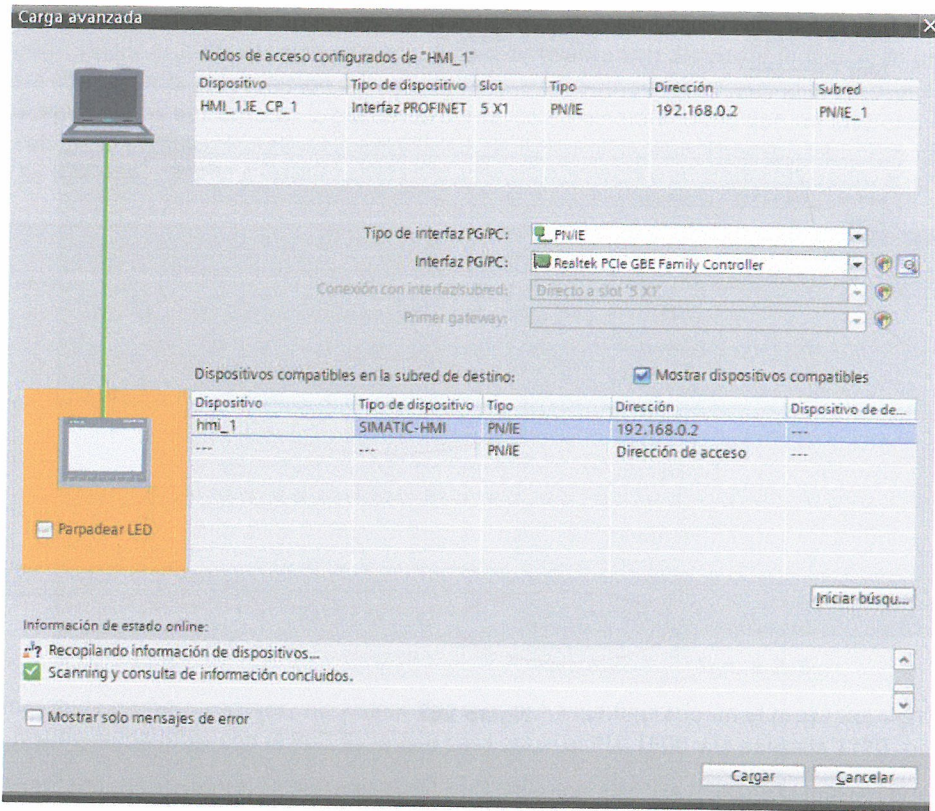 Carga avanzada
Nodos de acceso configurados de "HMI_1"
Dispositivo Tipo de dispositivo Slot Tipo Dirección Subred
HMI_1.IE_CP_1 Interfaz PROFINET 5 X1 PN/IE 192.168.0.2 PN/IE_1
Tipo de interfaz PG/PC: PN/IE
Interfaz PG/PC: Realtek PCIe GBE Family Controller
Conexión con interfaz/subred: Directo a slot '5 X1'
Primer gateway:
Dispositivos compatibles en la subred de destino: Mostrar dispositivos compatibles
Dispositivo Tipo de dispositivo Tipo Dirección Dispositivo de de...
hmi_1 SIMATIC-HMI PN/IE 192.168.0.2 ---
--- --- PN/IE Dirección de acceso ---
Parpadear LED
Iniciar búsqu...
Información de estado online:
Recopilando información de dispositivos...
Scanning y consulta de información concluidos.
Mostrar solo mensajes de error
Cargar Cancelar